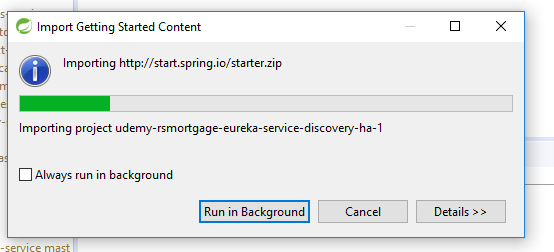 Import Getting Started Content
Importing http://start.spring.io/starter.zip
Importing project udemy-rsmortgage-eureka-service-discovery-ha-1
Always run in background
Run in Background
Cancel
Details >>
-service mast